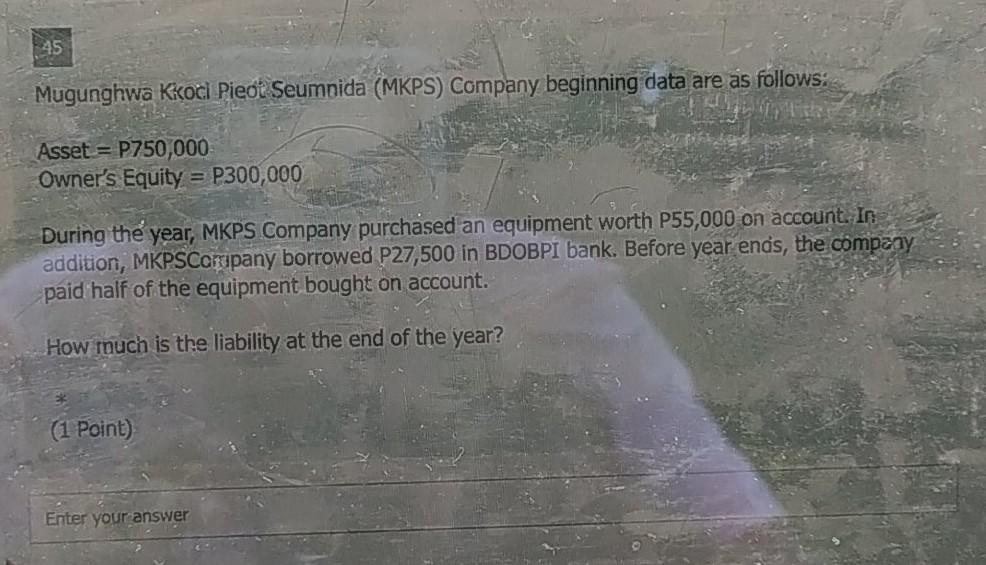 45
Mugunghwa Kkoci Pieot Seumnida (MKPS) Company beginning data are as follows:
Asset = P750,000
Owner's Equity = P300,000
During the year, MKPS Company purchased an equipment worth P55,000 on account. In
addition, MKPSCompany borrowed P27,500 in BDOBPI bank. Before year ends, the company
paid half of the equipment bought on account.
How much is the liability at the end of the year?
*
(1 Point)
Enter your answer